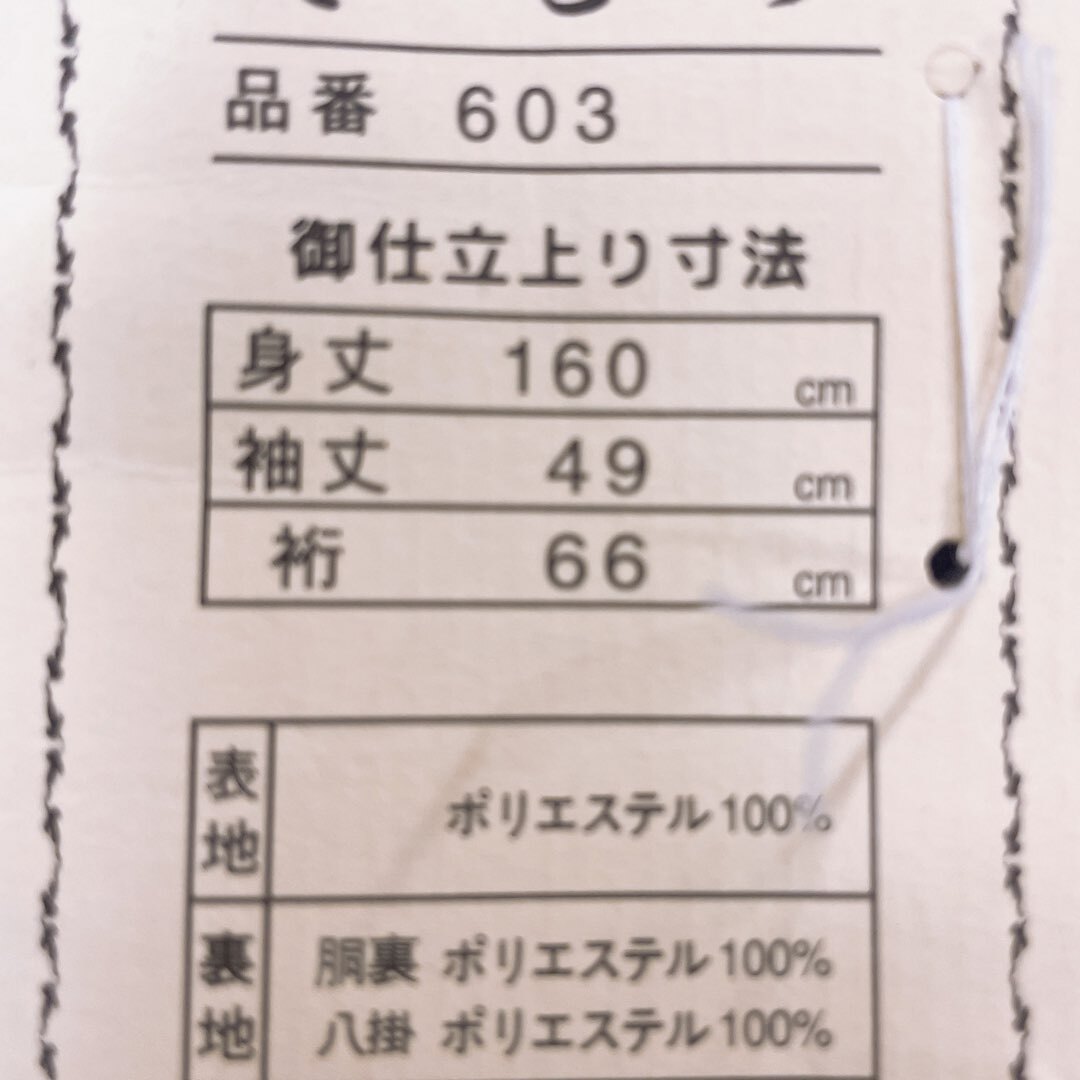 品番 603
御仕立上り寸法
身丈 160 cm
袖丈 49 cm
裄 66 cm
表地 ポリエステル100%
裏地 胴裏 ポリエステル100%
八掛 ポリエステル100%